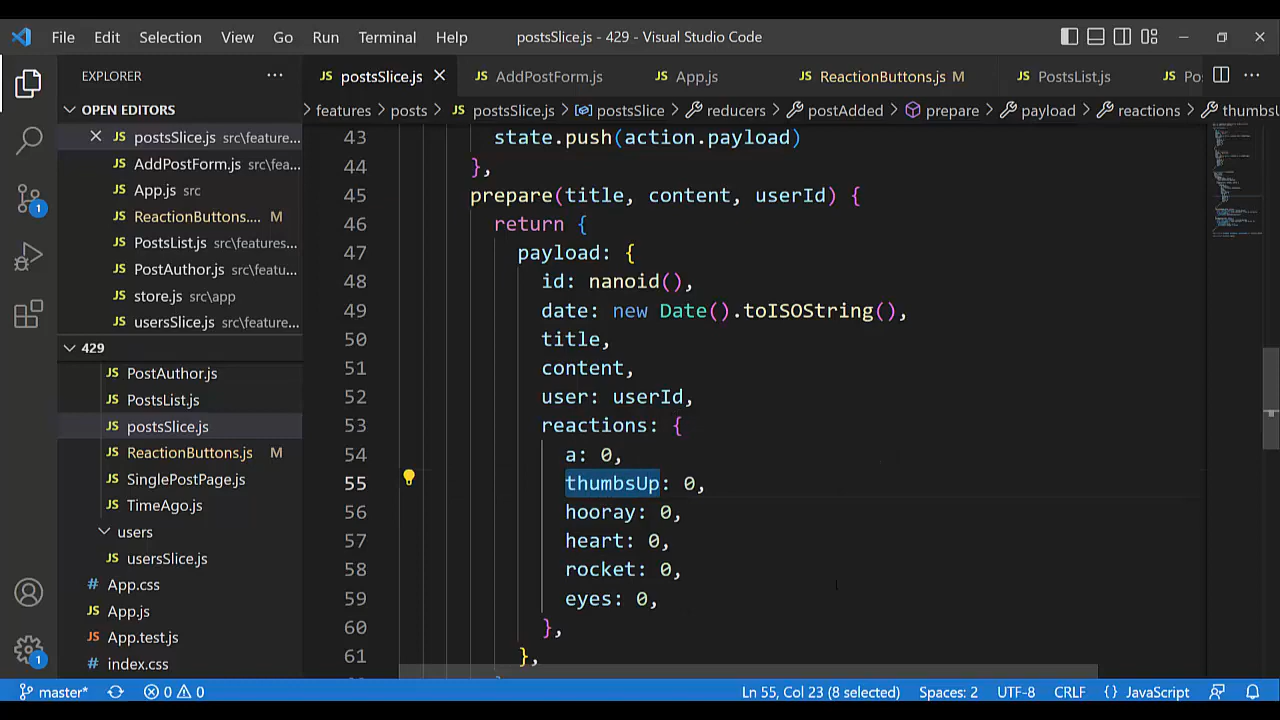 File Edit Selection View Go Run Terminal Help postsSlice.js - 429 - Visual Studio Code
EXPLORER
postsSlice.js AddPostForm.js App.js ReactionButtons.js M PostsList.js
OPEN EDITORS
features posts postsSlice.js postsSlice reducers postAdded prepare payload reactions thumbsU
postsSlice.js src\feature...
AddPostForm.js src\fea...
App.js src
ReactionButtons.... M
PostsList.js src\features...
PostAuthor.js src\featu...
store.js src\app
usersSlice.js src\feature...
429
PostAuthor.js
PostsList.js
postsSlice.js
ReactionButtons.js M
SinglePostPage.js
TimeAgo.js
users
usersSlice.js
App.css
App.js
App.test.js
index.css
43 state.push(action.payload)
44 },
45 prepare(title, content, userId) {
46 return {
47 payload: {
48 id: nanoid(),
49 date: new Date().toISOString(),
50 title,
51 content,
52 user: userId,
53 reactions: {
54 a: 0,
55 thumbsUp: 0,
56 hooray: 0,
57 heart: 0,
58 rocket: 0,
59 eyes: 0,
60 },
61 },
1
1
master* 0 0 Ln 55, Col 23 (8 selected) Spaces: 2 UTF-8 CRLF {} JavaScript